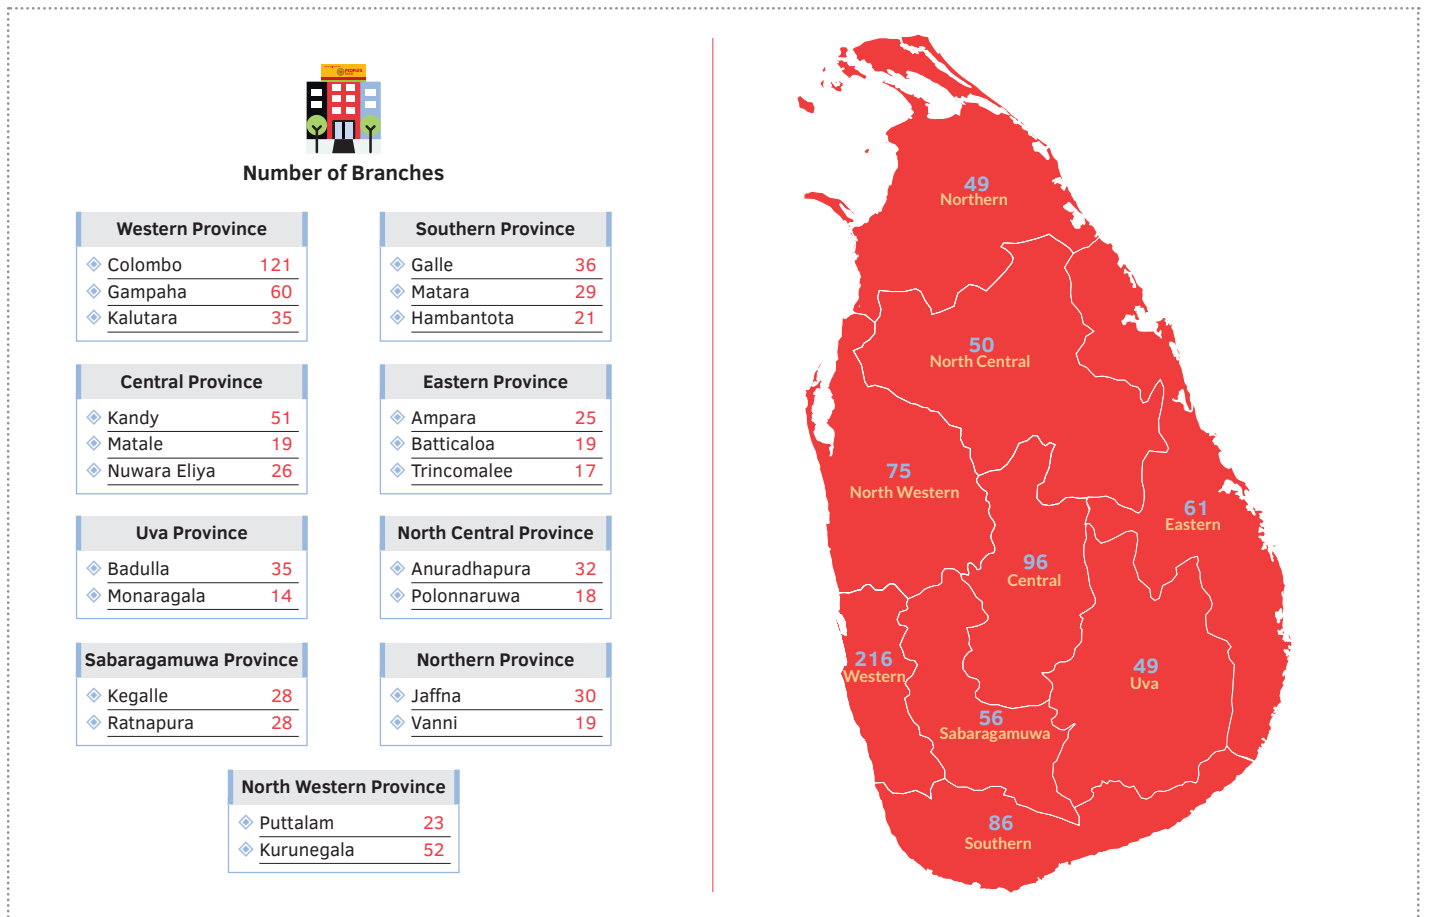 PEOPLE'S
BANK
Number of Branches
Western Province
Colombo 121
Gampaha 60
Kalutara 35
Southern Province
Galle 36
Matara 29
Hambantota 21
Central Province
Kandy 51
Matale 19
Nuwara Eliya 26
Eastern Province
Ampara 25
Batticaloa 19
Trincomalee 17
Uva Province
Badulla 35
Monaragala 14
North Central Province
Anuradhapura 32
Polonnaruwa 18
Sabaragamuwa Province
Kegalle 28
Ratnapura 28
Northern Province
Jaffna 30
Vanni 19
North Western Province
Puttalam 23
Kurunegala 52
49
Northern
50
North Central
75
North Western
61
Eastern
96
Central
216
Western
49
Uva
56
Sabaragamuwa
86
Southern